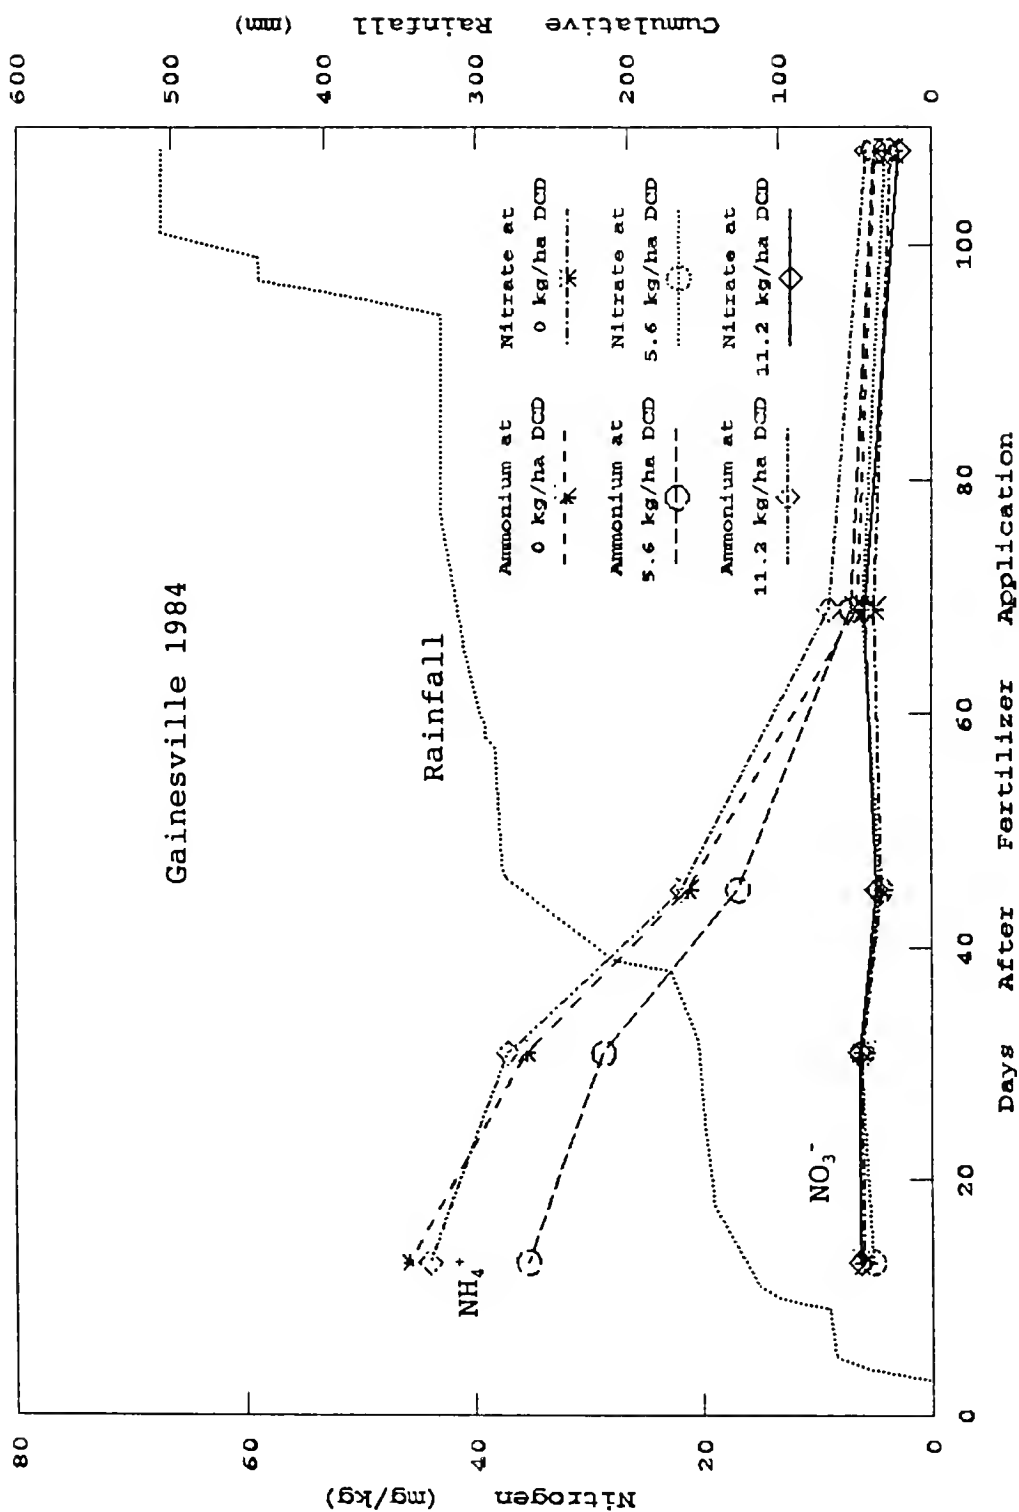 Gainesville 1984
Rainfall
NH₄⁺
NO₃⁻
Nitrogen
(mg/kg)
80
60
40
20
0
Cumulative
Rainfall (mm)
600
500
400
300
200
100
0
0
20
40
60
80
100
Days After Fertilizer Application
Ammonium at
0 kg/ha DCD
Ammonium at
5.6 kg/ha DCD
Ammonium at
11.2 kg/ha DCD
Nitrate at
0 kg/ha DCD
Nitrate at
5.6 kg/ha DCD
Nitrate at
11.2 kg/ha DCD